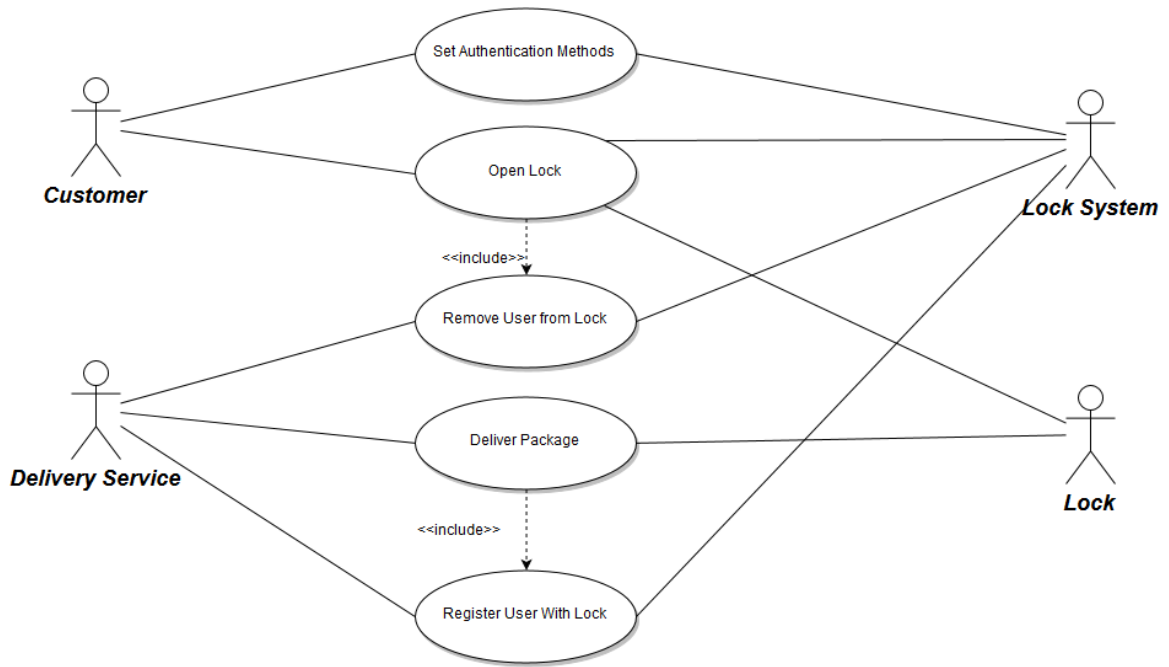 Set Authentication Methods
Customer
Open Lock
Lock System
<<include>>
Remove User from Lock
Delivery Service
Deliver Package
Lock
<<include>>
Register User With Lock